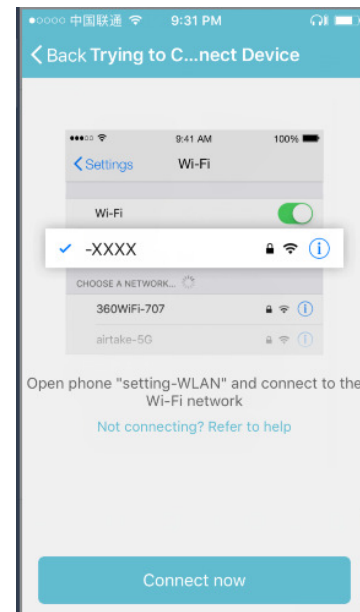 中国联通 9:31 PM
Back Trying to C...nect Device
9:41 AM 100%
Settings Wi-Fi
Wi-Fi
-XXXX
CHOOSE A NETWORK...
360WiFi-707
airtake-5G
Open phone "setting-WLAN" and connect to the
Wi-Fi network
Not connecting? Refer to help
Connect now